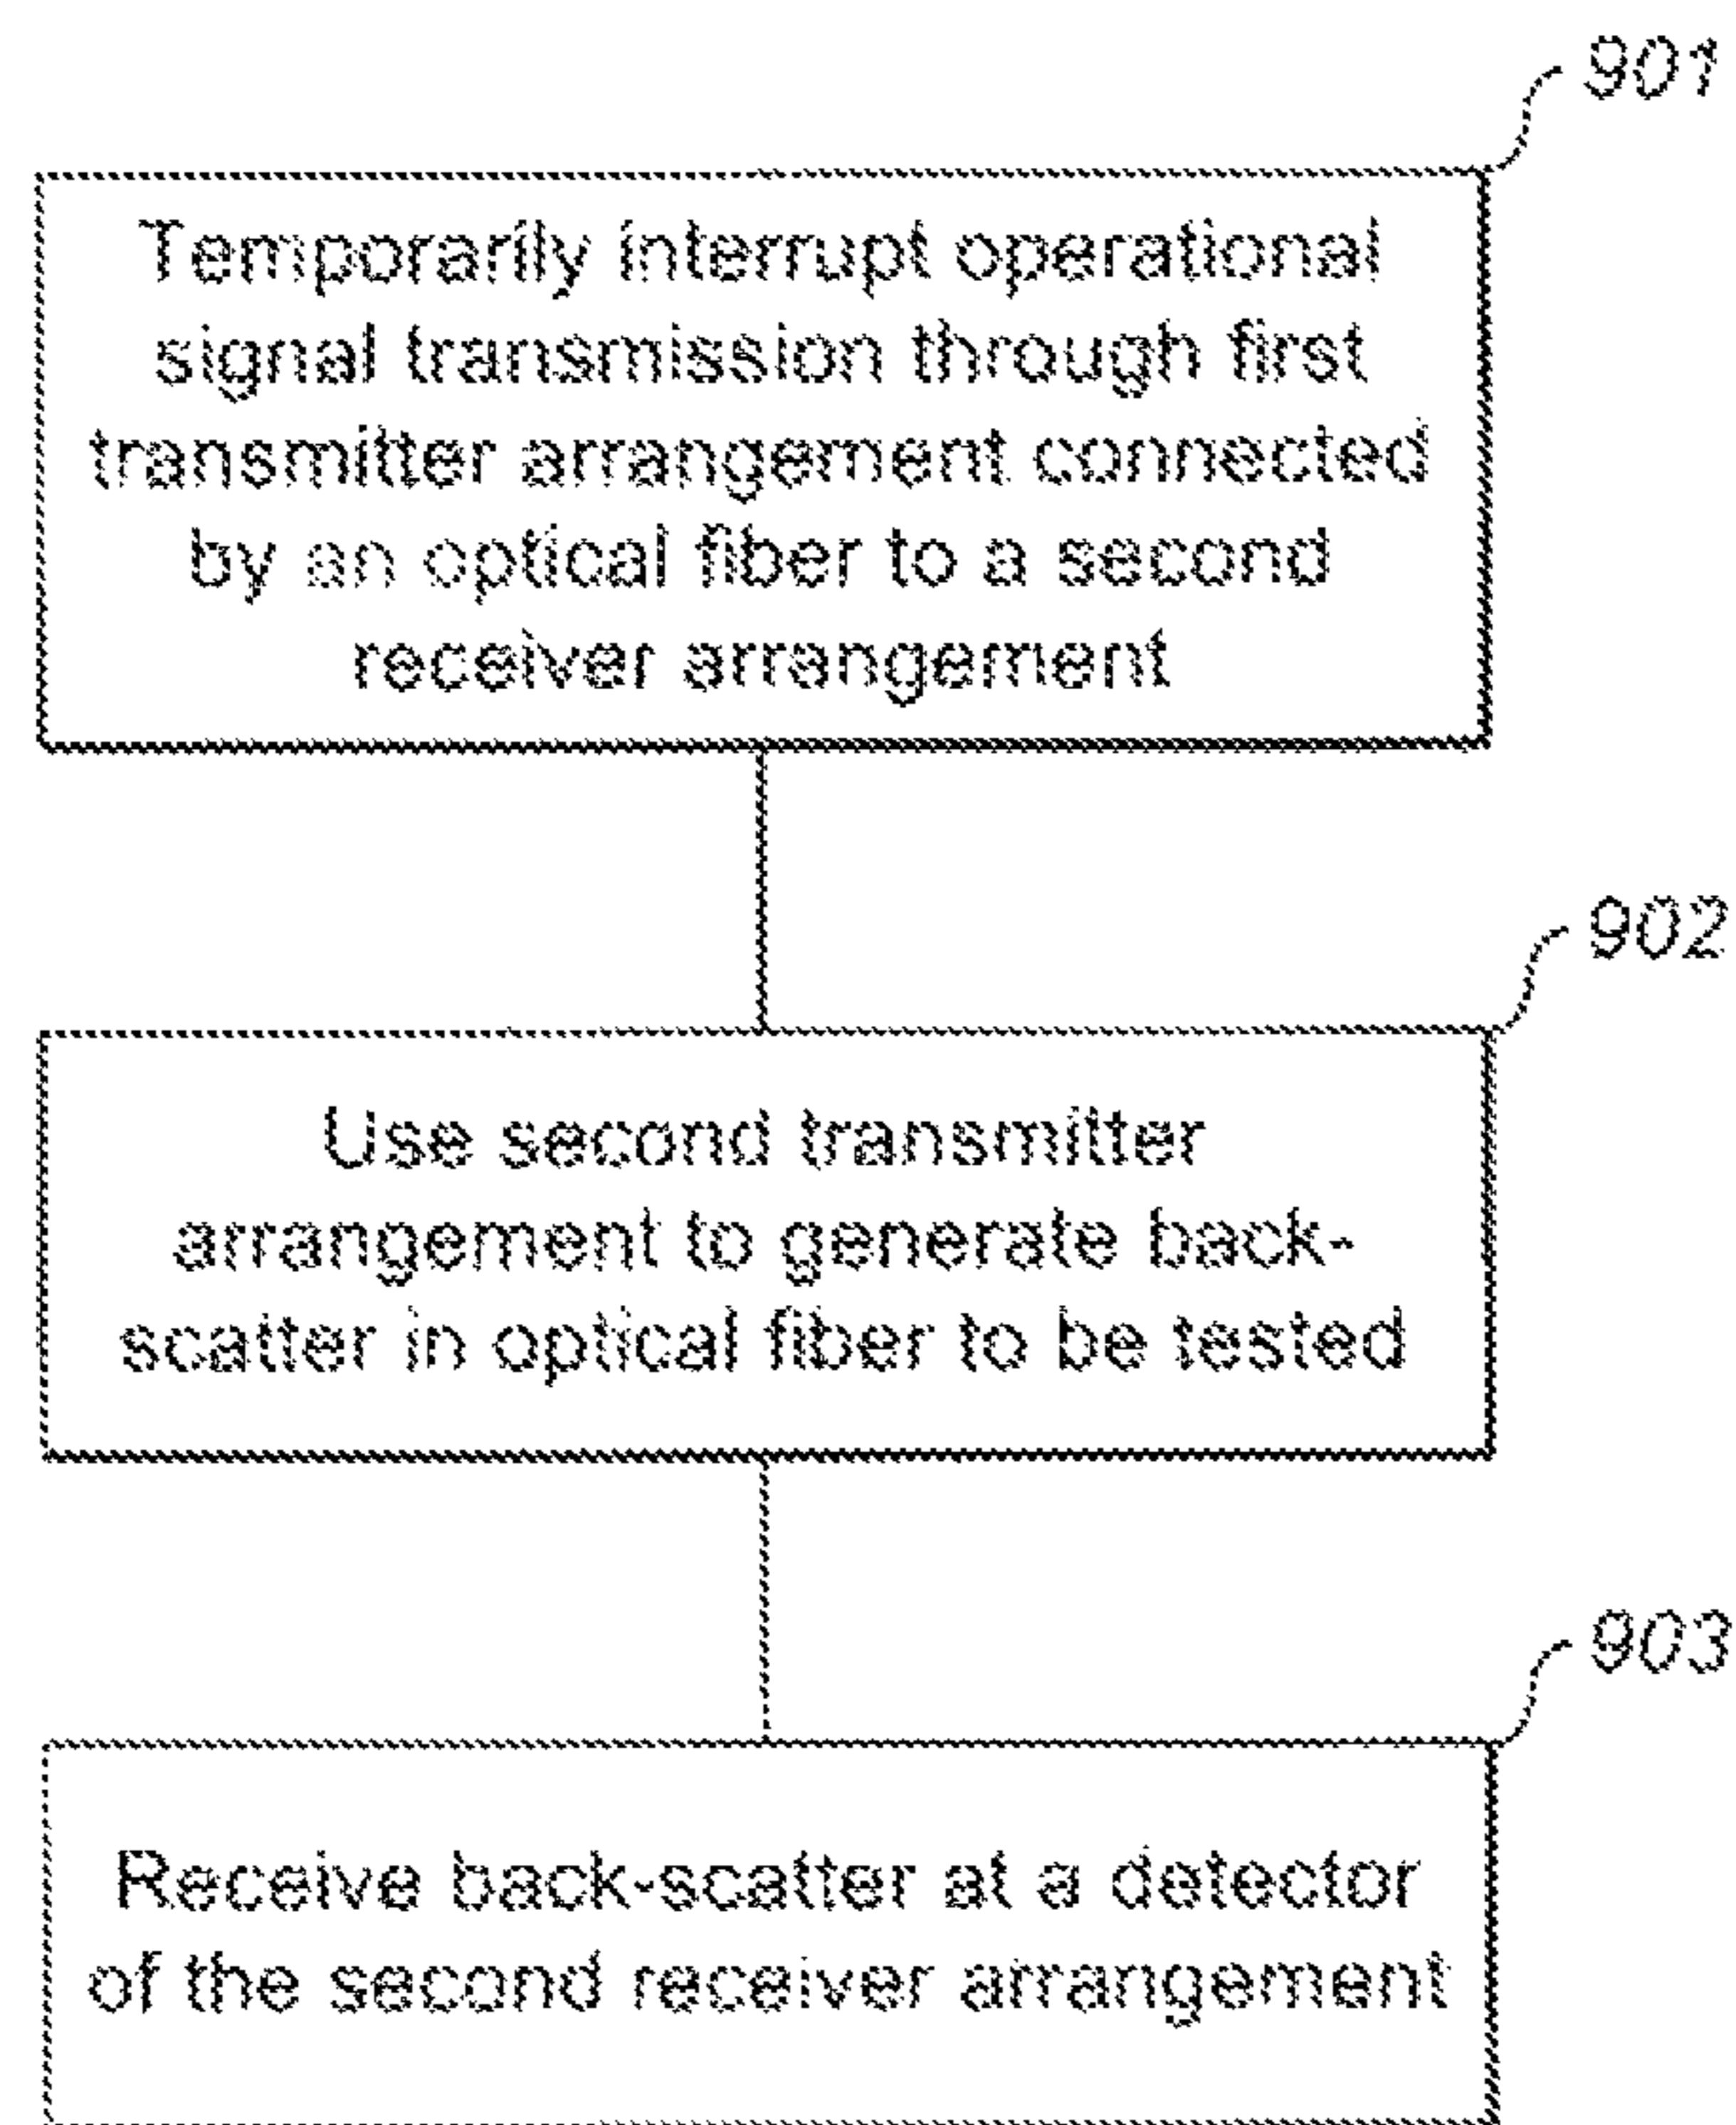 901
Temporarily interrupt operational
signal transmission through first
transmitter arrangement connected
by an optical fiber to a second
receiver arrangement
902
Use second transmitter
arrangement to generate back-
scatter in optical fiber to be tested
903
Receive back-scatter at a detector
of the second receiver arrangement